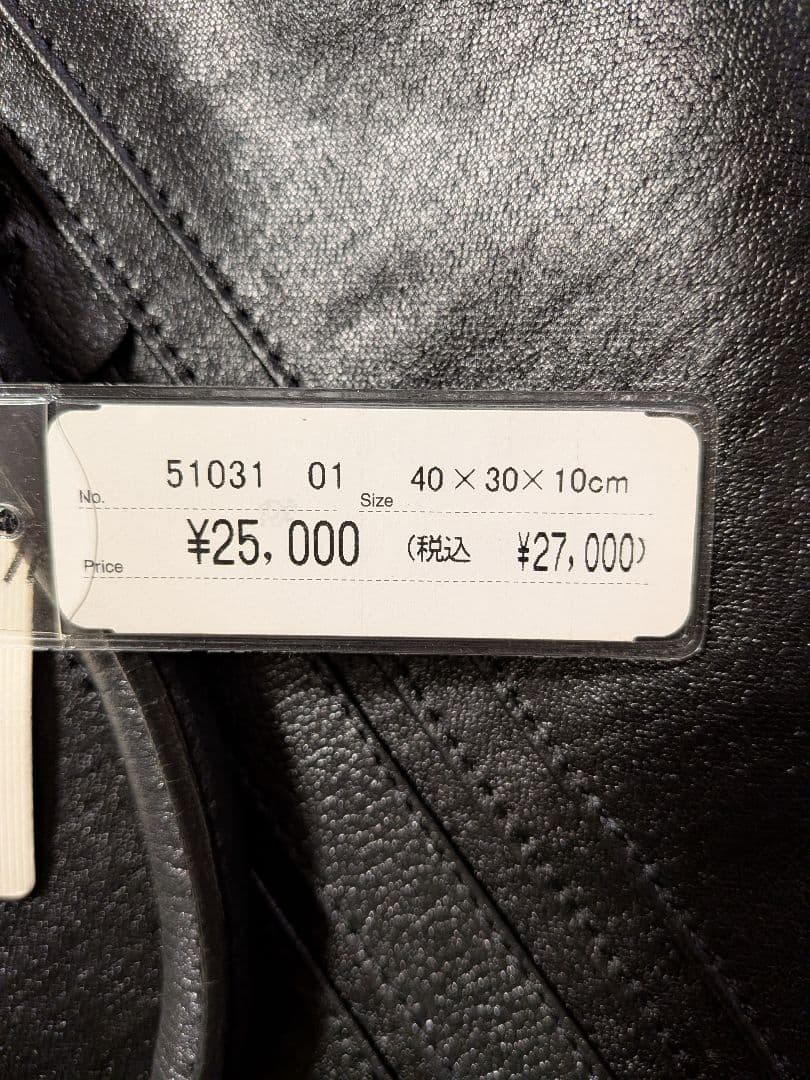 No. 51031 01 Size 40×30×10cm
Price ¥25,000 (税込 ¥27,000)